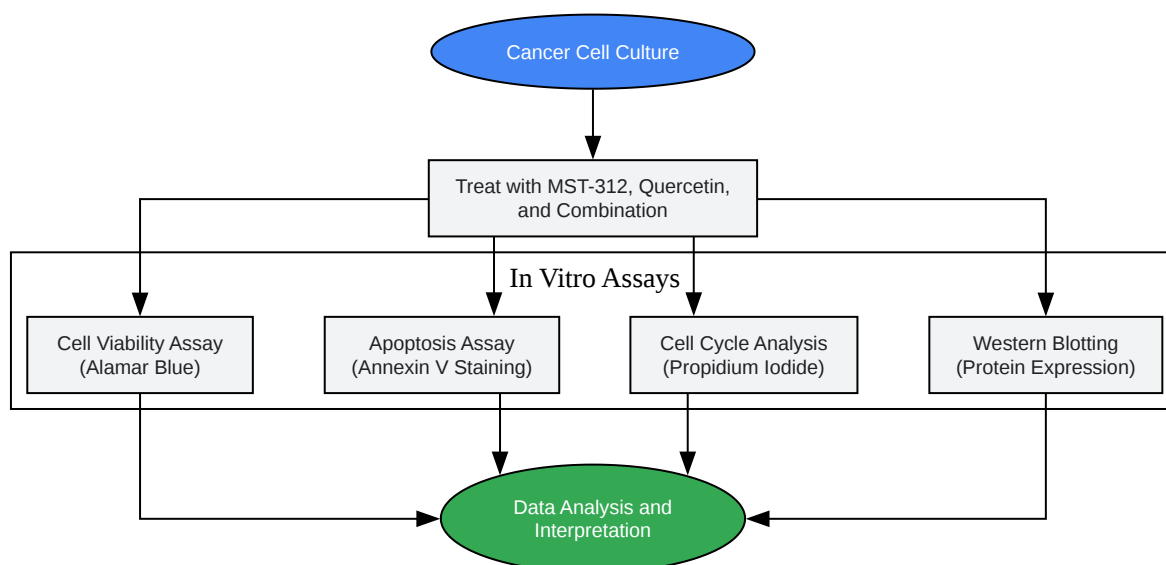 Cancer Cell Culture
Treat with MST-312, Quercetin,
and Combination
In Vitro Assays
Cell Viability Assay
(Alamar Blue)
Apoptosis Assay
(Annexin V Staining)
Cell Cycle Analysis
(Propidium Iodide)
Western Blotting
(Protein Expression)
Data Analysis and
Interpretation